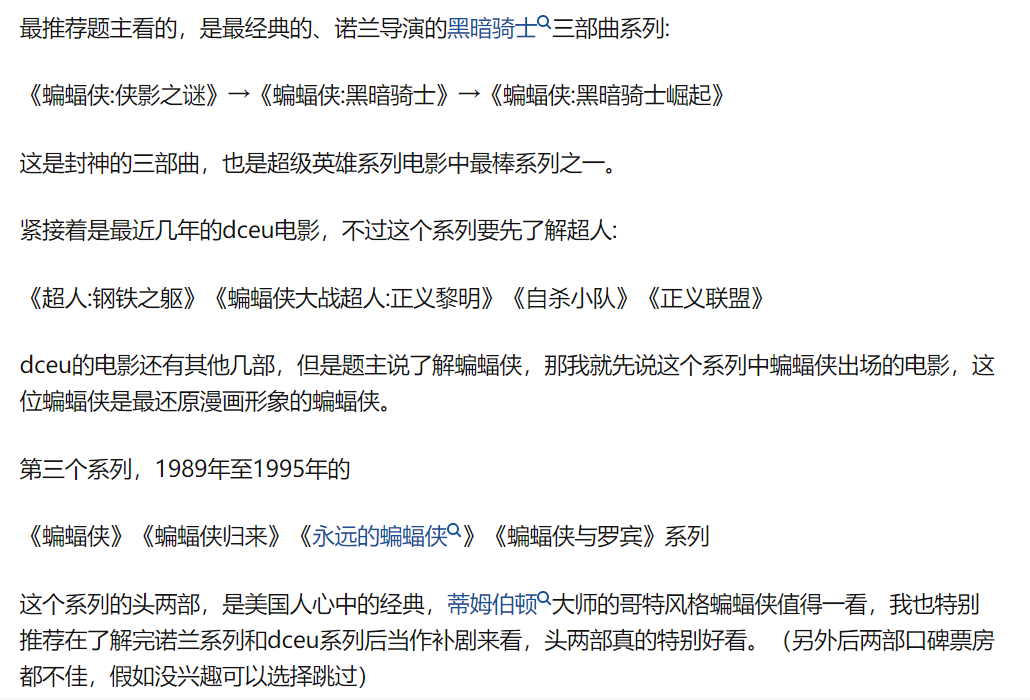 最推荐题主看的，是最经典的、诺兰导演的黑暗骑士三部曲系列:
《蝙蝠侠:侠影之谜》→《蝙蝠侠:黑暗骑士》→《蝙蝠侠:黑暗骑士崛起》
这是封神的三部曲，也是超级英雄系列电影中最棒系列之一。
紧接着是最近几年的dceu电影，不过这个系列要先了解超人:
《超人:钢铁之躯》《蝙蝠侠大战超人:正义黎明》《自杀小队》《正义联盟》
dceu的电影还有其他几部，但是题主说了解蝙蝠侠，那我就先说这个系列中蝙蝠侠出场的电影，这
位蝙蝠侠是最还原漫画形象的蝙蝠侠。
第三个系列，1989年至1995年的
《蝙蝠侠》《蝙蝠侠归来》《永远的蝙蝠侠》《蝙蝠侠与罗宾》系列
这个系列的头两部，是美国人心中的经典，蒂姆伯顿大师的哥特风格蝙蝠侠值得一看，我也特别
推荐在了解完诺兰系列和dceu系列后当作补剧来看，头两部真的特别好看。（另外后两部口碑票房
都不佳，假如没兴趣可以选择跳过）